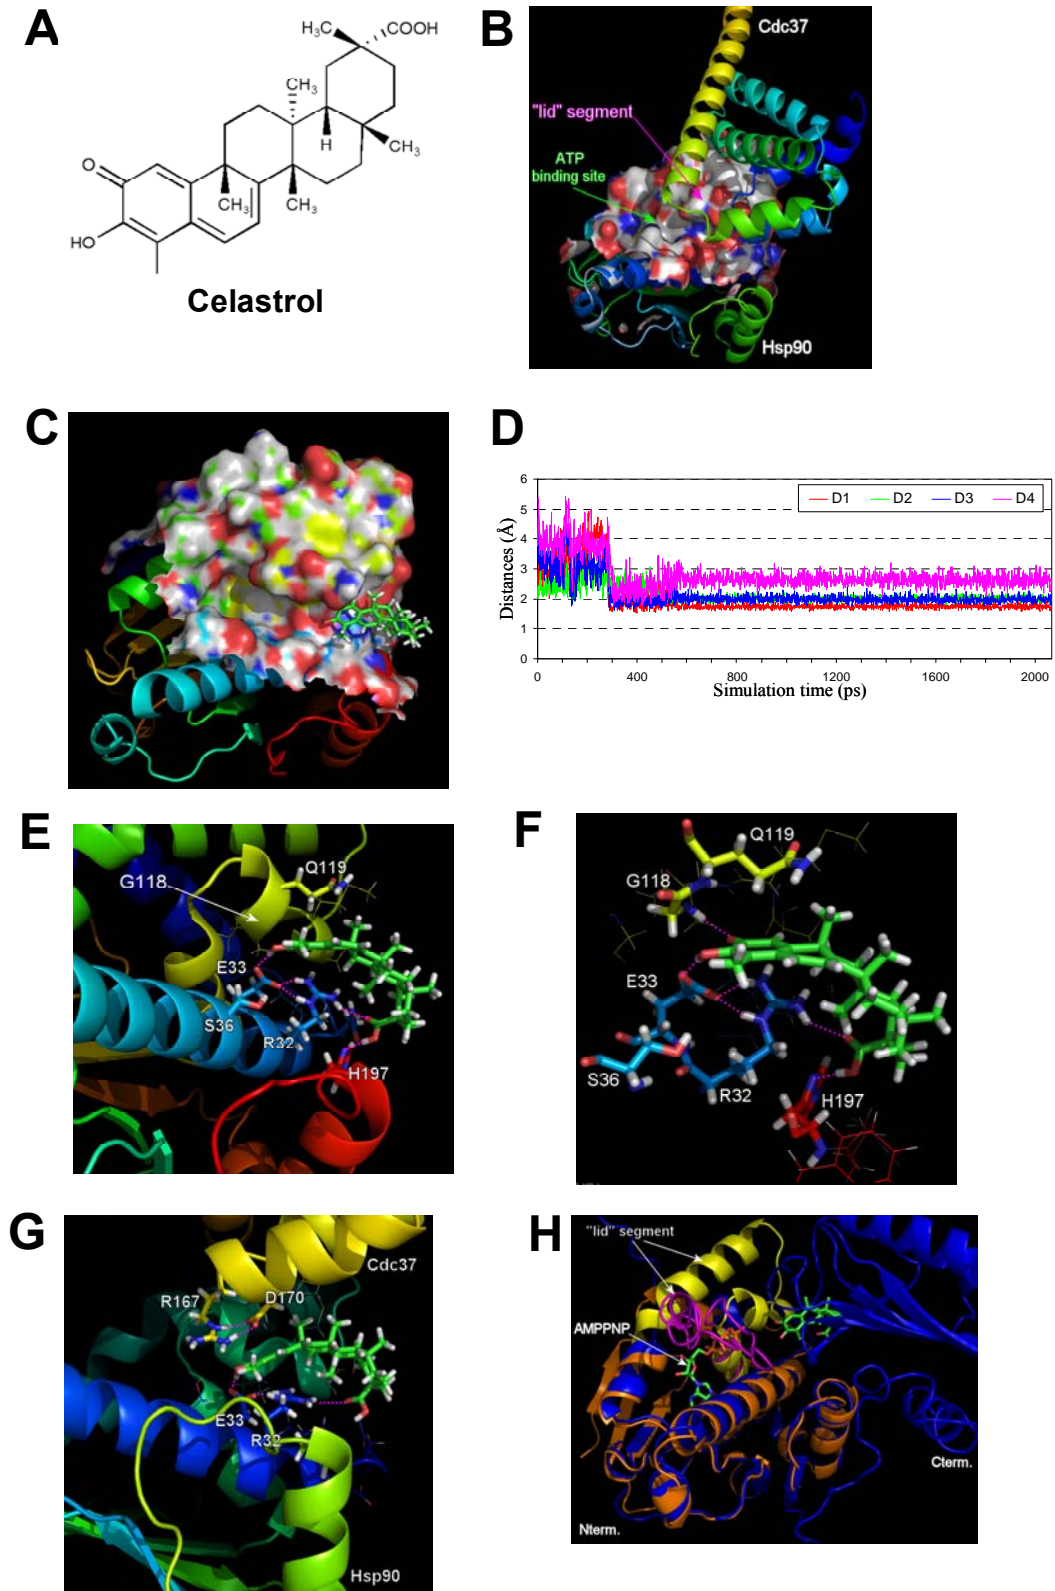 A
H₃C
COOH
CH₃
H
CH₃
O
CH₃
CH₃
HO
Celastrol
B
Cdc37
"lid" segment
ATP
binding site
Hsp90
C
D
6
5
4
3
2
1
0
Distances (Å)
D1 D2 D3 D4
0 400 800 1200 1600 2000
Simulation time (ps)
E
Q119
G118
E33
S36
R32
H197
F
Q119
G118
E33
S36
R32
H197
G
Cdc37
R167
D170
E33
R32
Hsp90
H
"lid" segment
AMPPNP
Cterm.
Nterm.